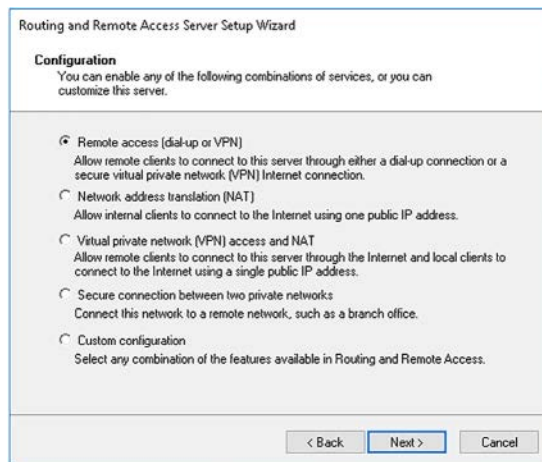 Routing and Remote Access Server Setup Wizard
Configuration
You can enable any of the following combinations of services, or you can
customize this server.
Remote access (dial-up or VPN)
Allow remote clients to connect to this server through either a dial-up connection or a
secure virtual private network (VPN) Internet connection.
Network address translation (NAT)
Allow internal clients to connect to the Internet using one public IP address.
Virtual private network (VPN) access and NAT
Allow remote clients to connect to this server through the Internet and local clients to
connect to the Internet using a single public IP address.
Secure connection between two private networks
Connect this network to a remote network, such as a branch office.
Custom configuration
Select any combination of the features available in Routing and Remote Access.
< Back Next > Cancel